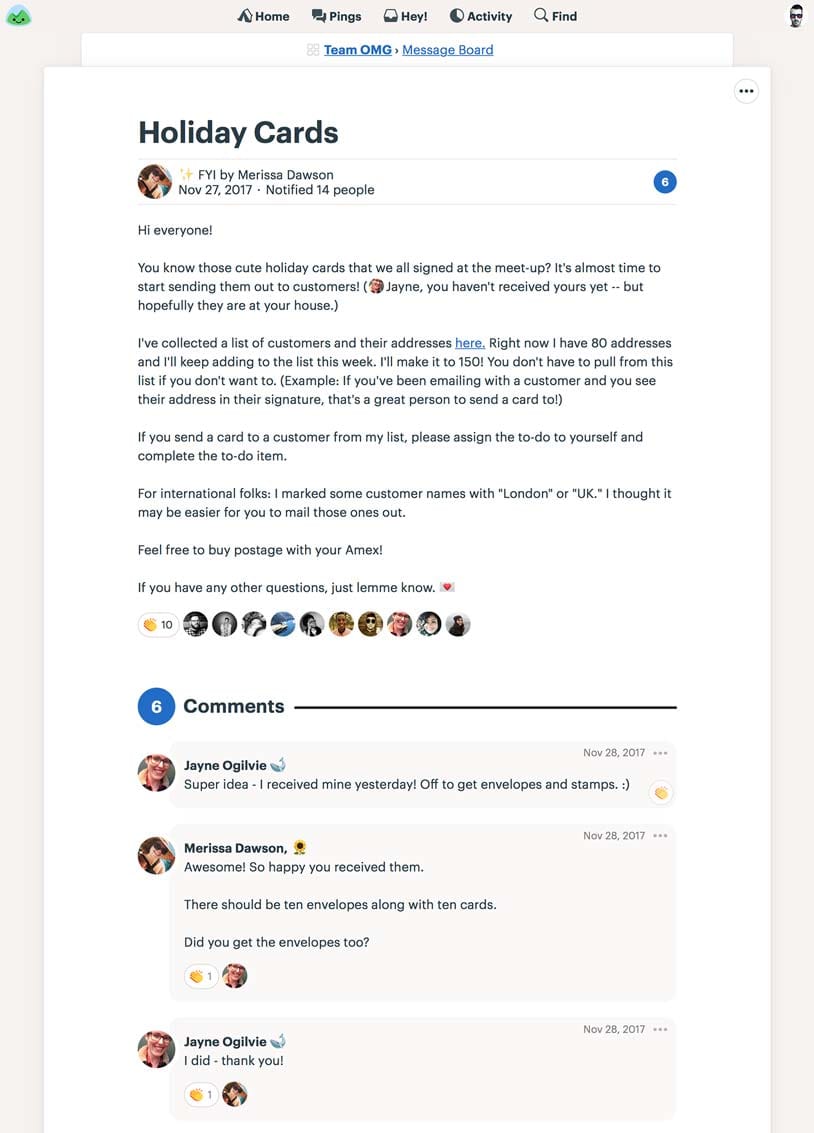 Home Pings Hey! Activity Find
Team OMG › Message Board
Holiday Cards
✨ FYI by Merissa Dawson
Nov 27, 2017 · Notified 14 people
6
Hi everyone!
You know those cute holiday cards that we all signed at the meet-up? It's almost time to
start sending them out to customers! (Jayne, you haven't received yours yet -- but
hopefully they are at your house.)
I've collected a list of customers and their addresses here. Right now I have 80 addresses
and I'll keep adding to the list this week. I'll make it to 150! You don't have to pull from this
list if you don't want to. (Example: If you've been emailing with a customer and you see
their address in their signature, that's a great person to send a card to!)
If you send a card to a customer from my list, please assign the to-do to yourself and
complete the to-do item.
For international folks: I marked some customer names with "London" or "UK." I thought it
may be easier for you to mail those ones out.
Feel free to buy postage with your Amex!
If you have any other questions, just lemme know. 💌
👏 10
6 Comments
Nov 28, 2017
Jayne Ogilvie 🐋
Super idea - I received mine yesterday! Off to get envelopes and stamps. :)
👏
Nov 28, 2017
Merissa Dawson, 🌻
Awesome! So happy you received them.
There should be ten envelopes along with ten cards.
Did you get the envelopes too?
👏 1
Nov 28, 2017
Jayne Ogilvie 🐋
I did - thank you!
👏 1